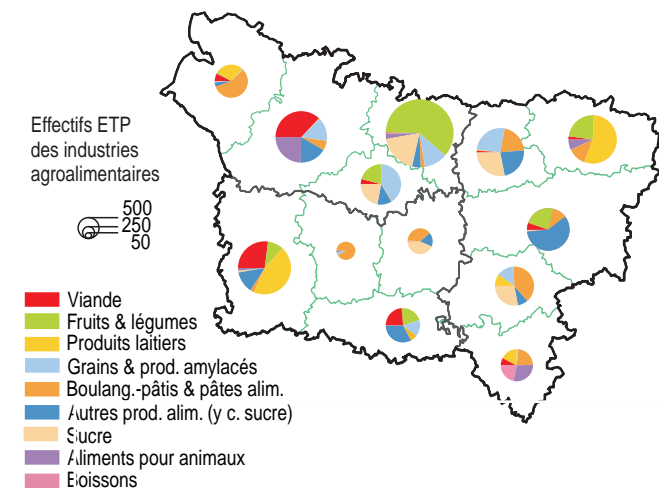 Effectifs ETP
des industries
agroalimentaires
500
250
50
Viande
Fruits & légumes
Produits laitiers
Grains & prod. amylacés
Boulang.-pâtis & pâtes alim.
Autres prod. alim. (y c. sucre)
Sucre
Aliments pour animaux
Boissons